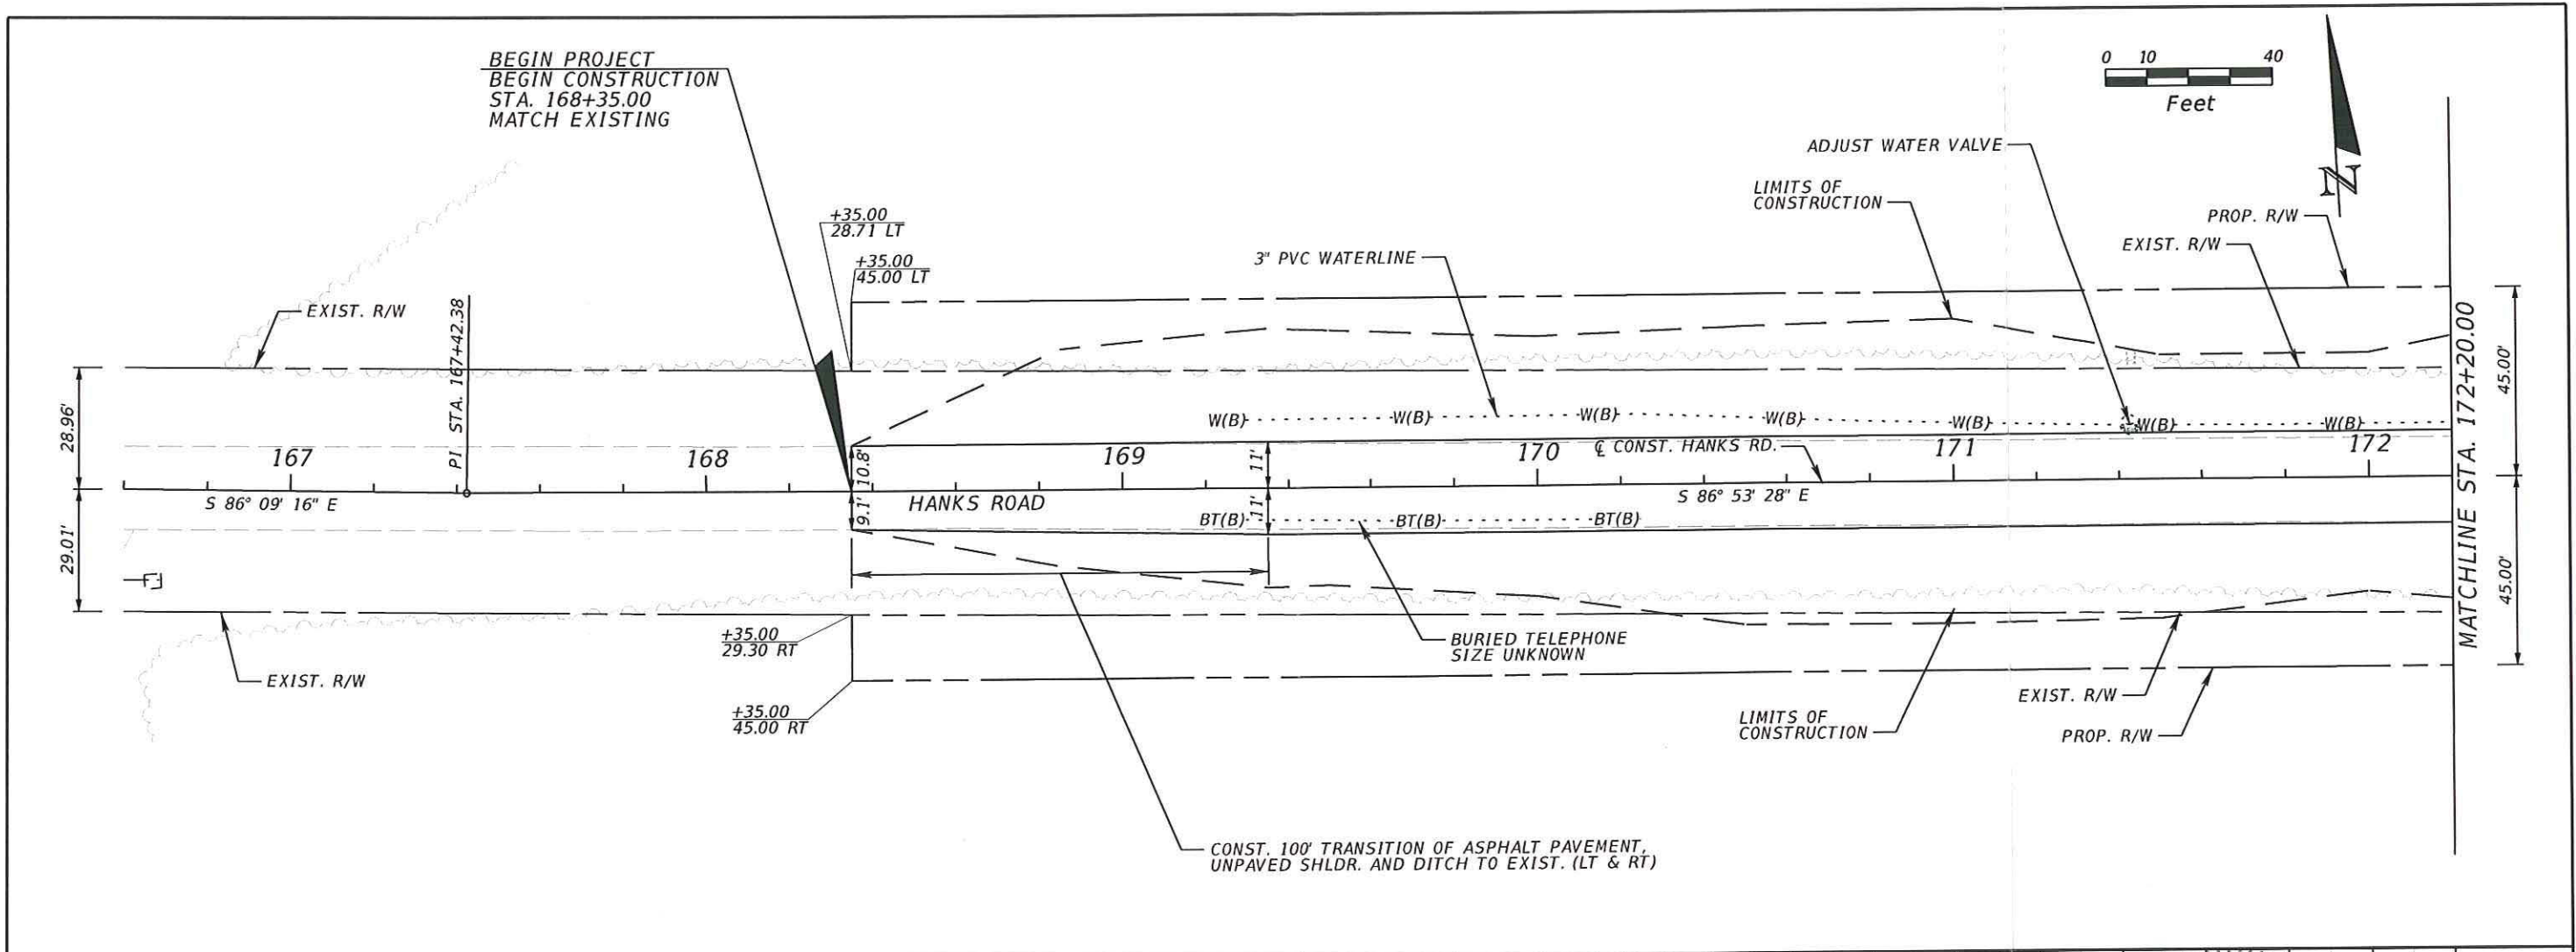 BEGIN PROJECT
BEGIN CONSTRUCTION
STA. 168+35.00
MATCH EXISTING
0 10 40
Feet
N
ADJUST WATER VALVE
LIMITS OF
CONSTRUCTION
PROP. R/W
EXIST. R/W
+35.00
28.71 LT
+35.00
45.00 LT
3" PVC WATERLINE
EXIST. R/W
PI STA. 167+42.38
28.96'
29.01'
W(B) W(B) W(B) W(B) W(B) W(B) W(B)
167 168 169 170 171 172
℄ CONST. HANKS RD.
10.8'
9.1'
11'
11'
S 86° 09' 16" E
HANKS ROAD
S 86° 53' 28" E
BT(B) BT(B) BT(B)
MATCHLINE STA. 172+20.00
45.00'
45.00'
+35.00
29.30 RT
BURIED TELEPHONE
SIZE UNKNOWN
EXIST. R/W
+35.00
45.00 RT
EXIST. R/W
LIMITS OF
CONSTRUCTION
PROP. R/W
CONST. 100' TRANSITION OF ASPHALT PAVEMENT,
UNPAVED SHLDR. AND DITCH TO EXIST. (LT & RT)